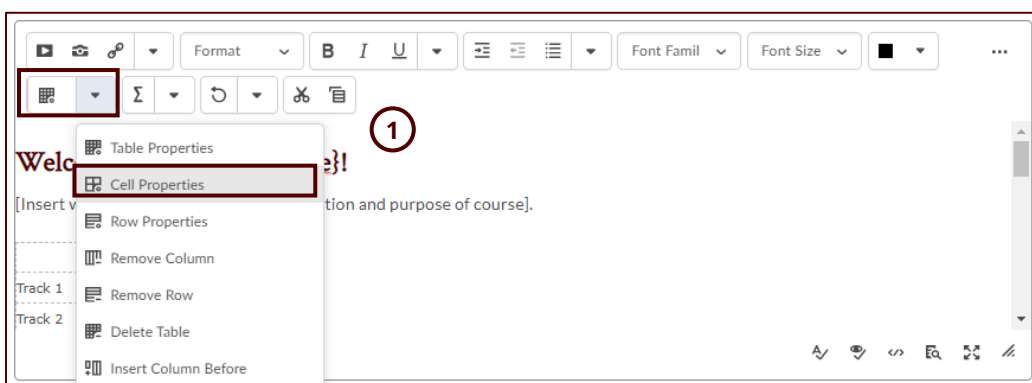 Format B I U Font Famil Font Size ...
Σ
1
Table Properties
Welc e}!
Cell Properties
[Insert w tion and purpose of course].
Row Properties
Remove Column
Track 1
Remove Row
Track 2
Delete Table
Insert Column Before